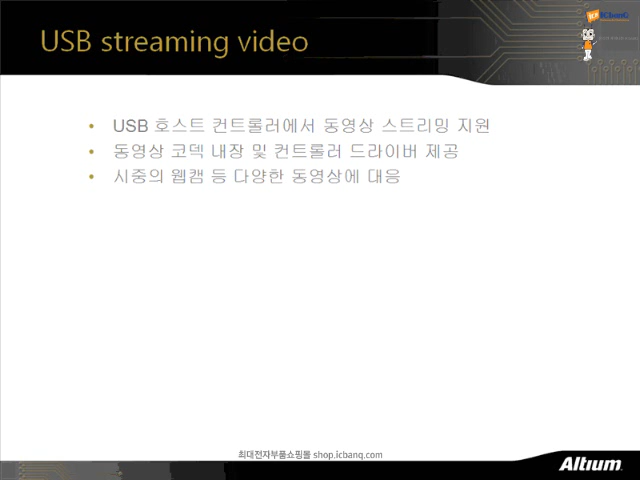 USB streaming video
icbanq
• USB 호스트 컨트롤러에서 동영상 스트리밍 지원
• 동영상 코덱 내장 및 컨트롤러 드라이버 제공
• 시중의 웹캠 등 다양한 동영상에 대응
최대전자부품쇼핑몰 shop.icbanq.com
Altium